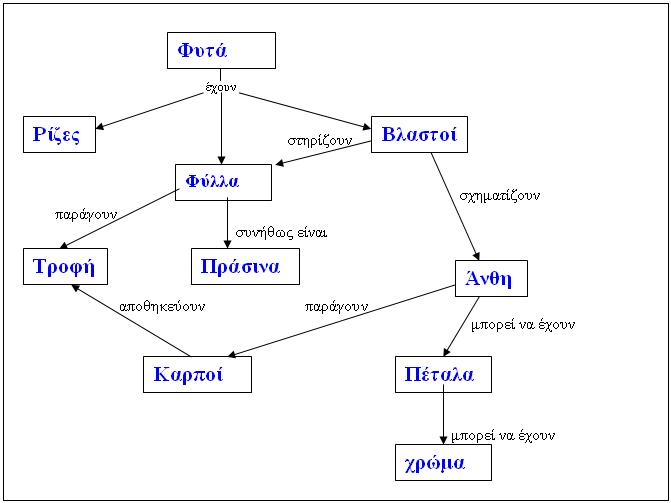 Φυτά
έχουν
Ρίζες
Βλαστοί
στηρίζουν
Φύλλα
σχηματίζουν
παράγουν
συνήθως είναι
Τροφή
Πράσινα
Άνθη
αποθηκεύουν
παράγουν
μπορεί να έχουν
Καρποί
Πέταλα
μπορεί να έχουν
χρώμα